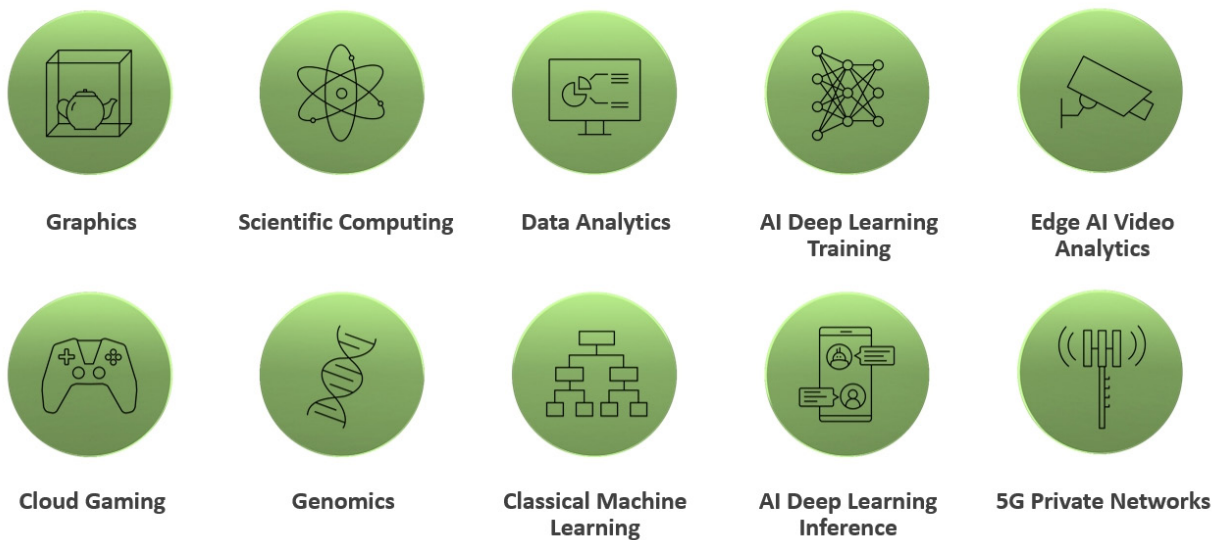 Graphics
Scientific Computing
Data Analytics
AI Deep Learning
Training
Edge AI Video
Analytics
Cloud Gaming
Genomics
Classical Machine
Learning
AI Deep Learning
Inference
5G Private Networks